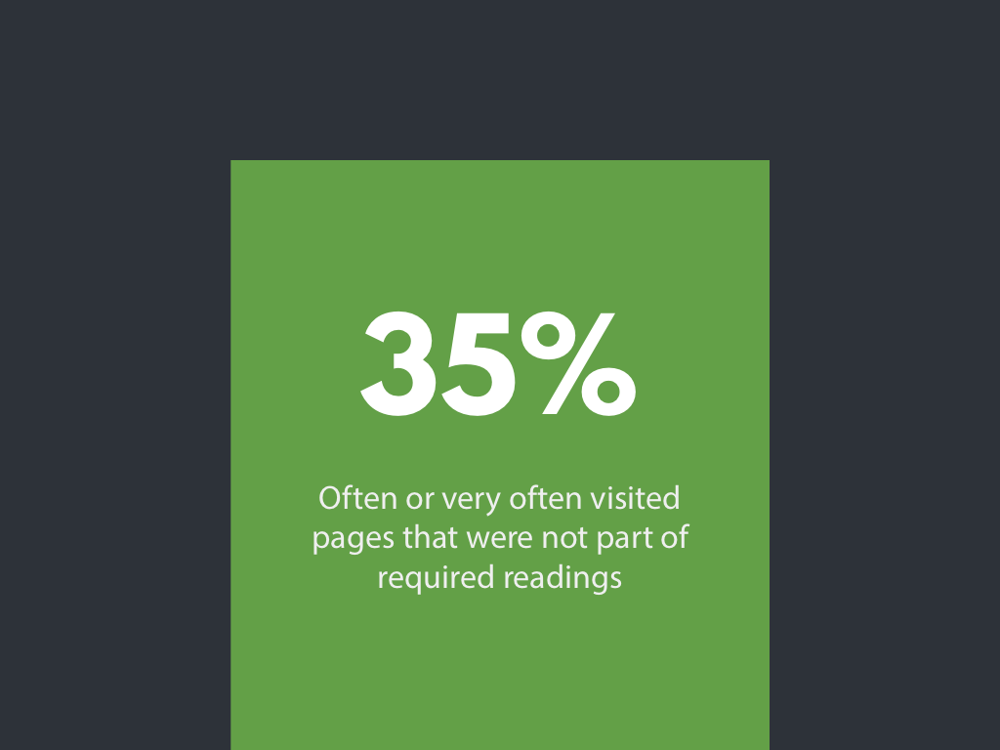 35%
Often or very often visited
pages that were not part of
required readings